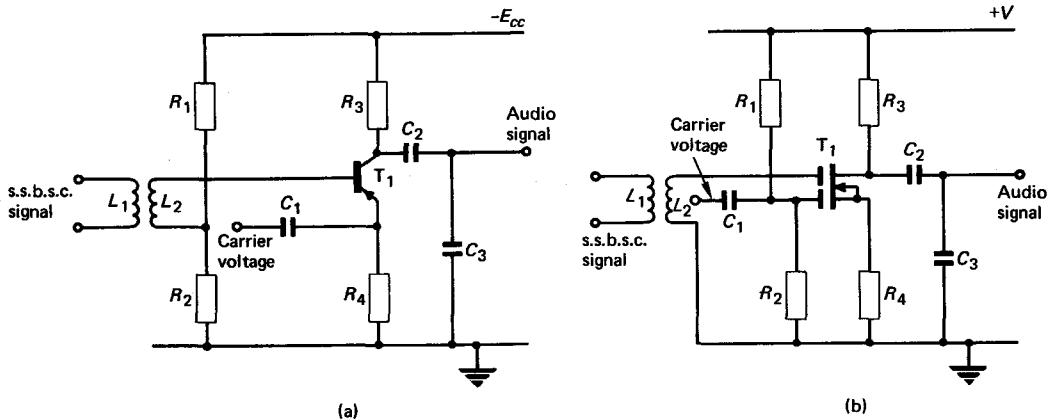 −E_cc
R1
R3
C2
Audio
signal
T1
s.s.b.s.c.
signal
L1
L2
C1
Carrier
voltage
C3
R2
R4
(a)
+V
R1
R3
Carrier
voltage
T1
C2
L1
L2
C1
Audio
signal
s.s.b.s.c.
signal
C3
R2
R4
(b)